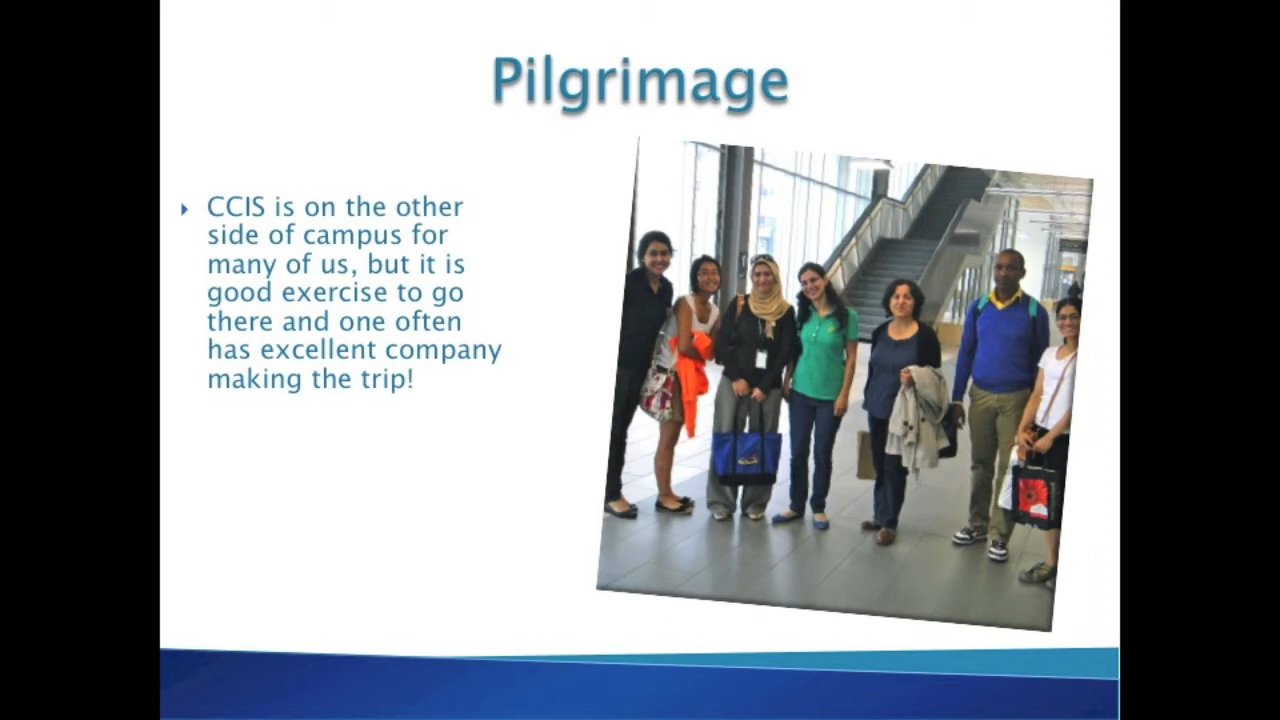 Pilgrimage
CCIS is on the other
side of campus for
many of us, but it is
good exercise to go
there and one often
has excellent company
making the trip!